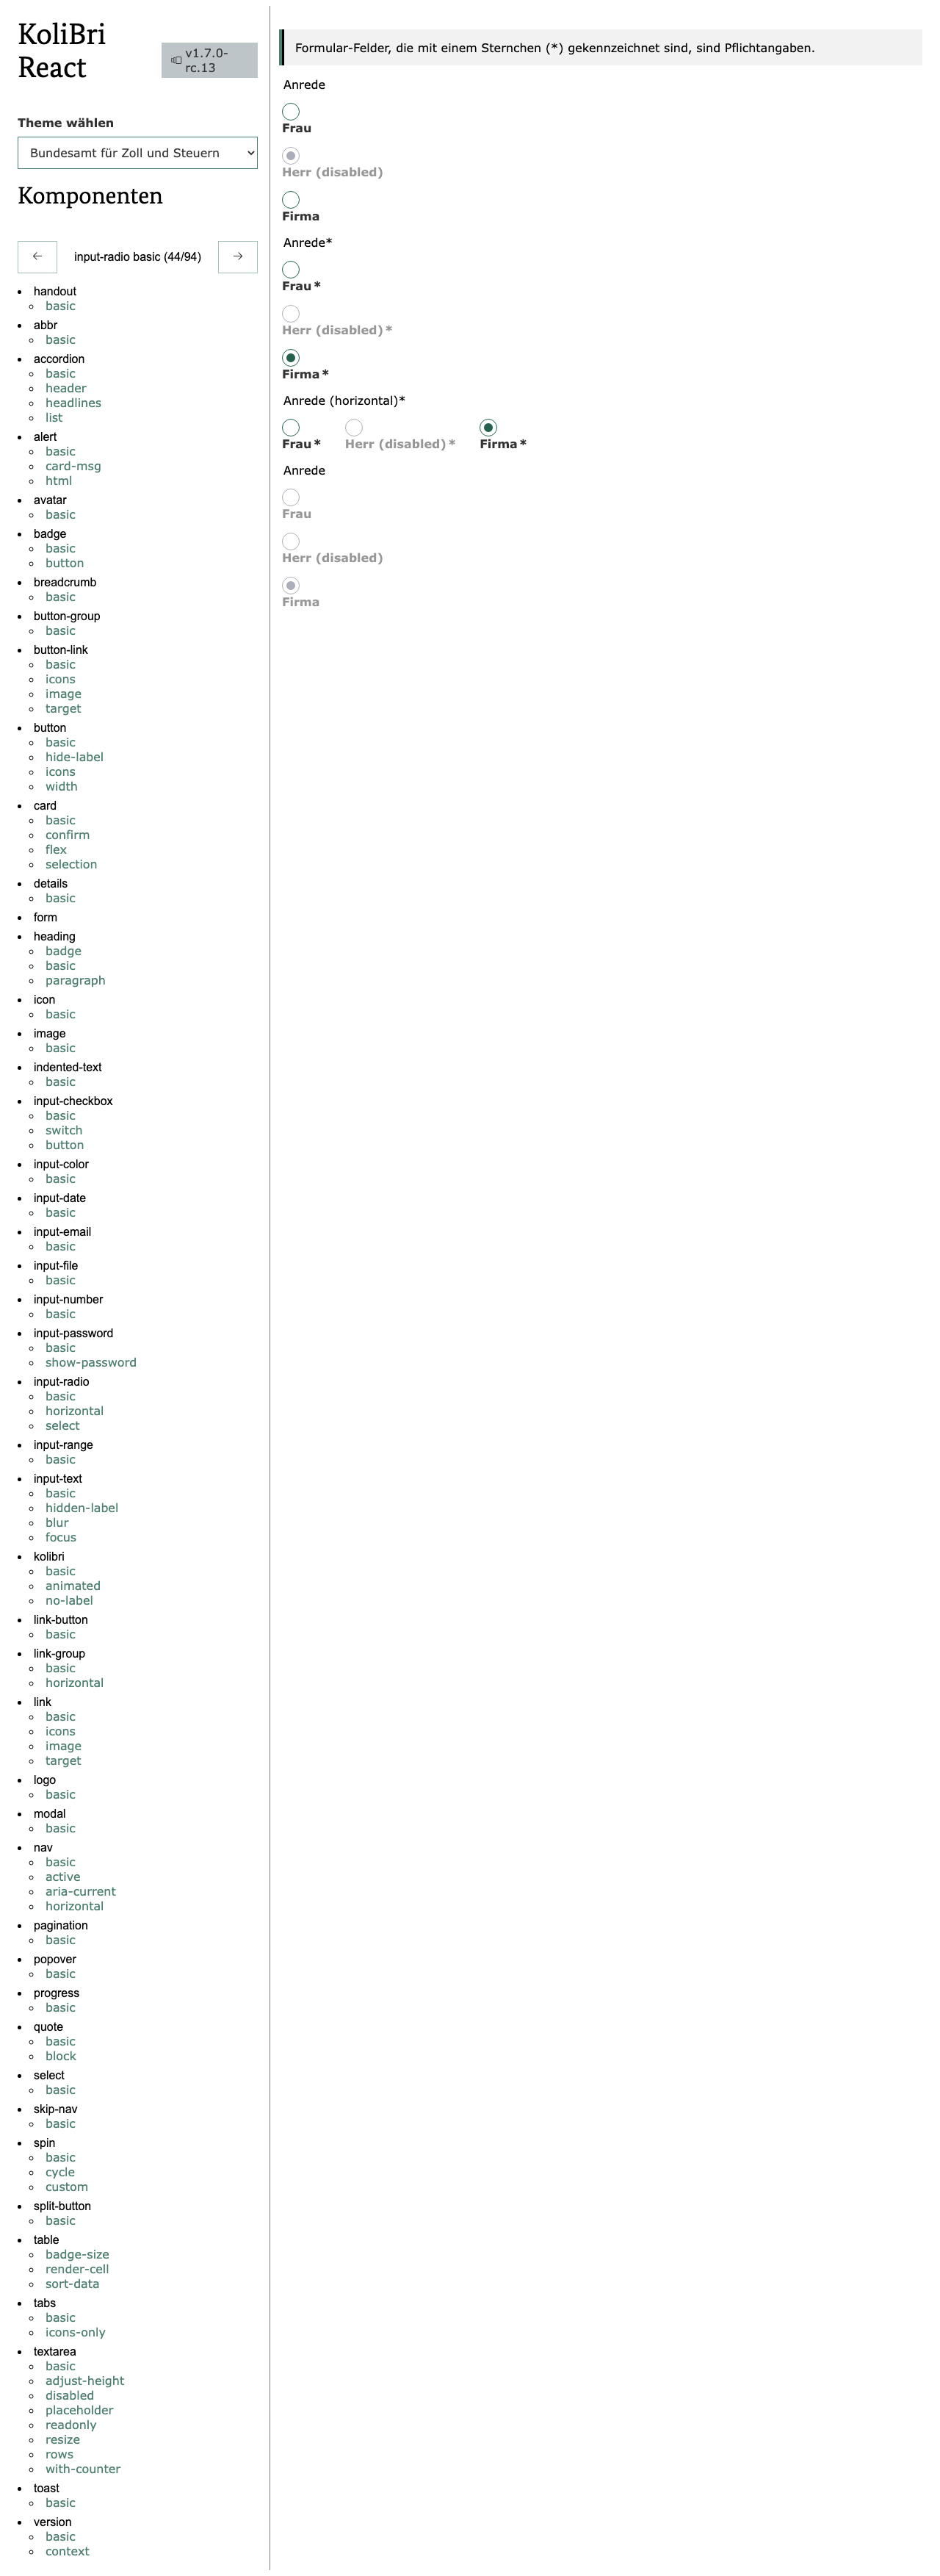 KoliBri
React
v1.7.0-
rc.13
Theme wählen
Bundesamt für Zoll und Steuern
Komponenten
← input-radio basic (44/94) →
handout
basic
abbr
basic
accordion
basic
header
headlines
list
alert
basic
card-msg
html
avatar
basic
badge
basic
button
breadcrumb
basic
button-group
basic
button-link
basic
icons
image
target
button
basic
hide-label
icons
width
card
basic
confirm
flex
selection
details
basic
form
heading
badge
basic
paragraph
icon
basic
image
basic
indented-text
basic
input-checkbox
basic
switch
button
input-color
basic
input-date
basic
input-email
basic
input-file
basic
input-number
basic
input-password
basic
show-password
input-radio
basic
horizontal
select
input-range
basic
input-text
basic
hidden-label
blur
focus
kolibri
basic
animated
no-label
link-button
basic
link-group
basic
horizontal
link
basic
icons
image
target
logo
basic
modal
basic
nav
basic
active
aria-current
horizontal
pagination
basic
popover
basic
progress
basic
quote
basic
block
select
basic
skip-nav
basic
spin
basic
cycle
custom
split-button
basic
table
badge-size
render-cell
sort-data
tabs
basic
icons-only
textarea
basic
adjust-height
disabled
placeholder
readonly
resize
rows
with-counter
toast
basic
version
basic
context
Formular-Felder, die mit einem Sternchen (*) gekennzeichnet sind, sind Pflichtangaben.
Anrede
Frau
Herr (disabled)
Firma
Anrede*
Frau*
Herr (disabled)*
Firma*
Anrede (horizontal)*
Frau* Herr (disabled)* Firma*
Anrede
Frau
Herr (disabled)
Firma